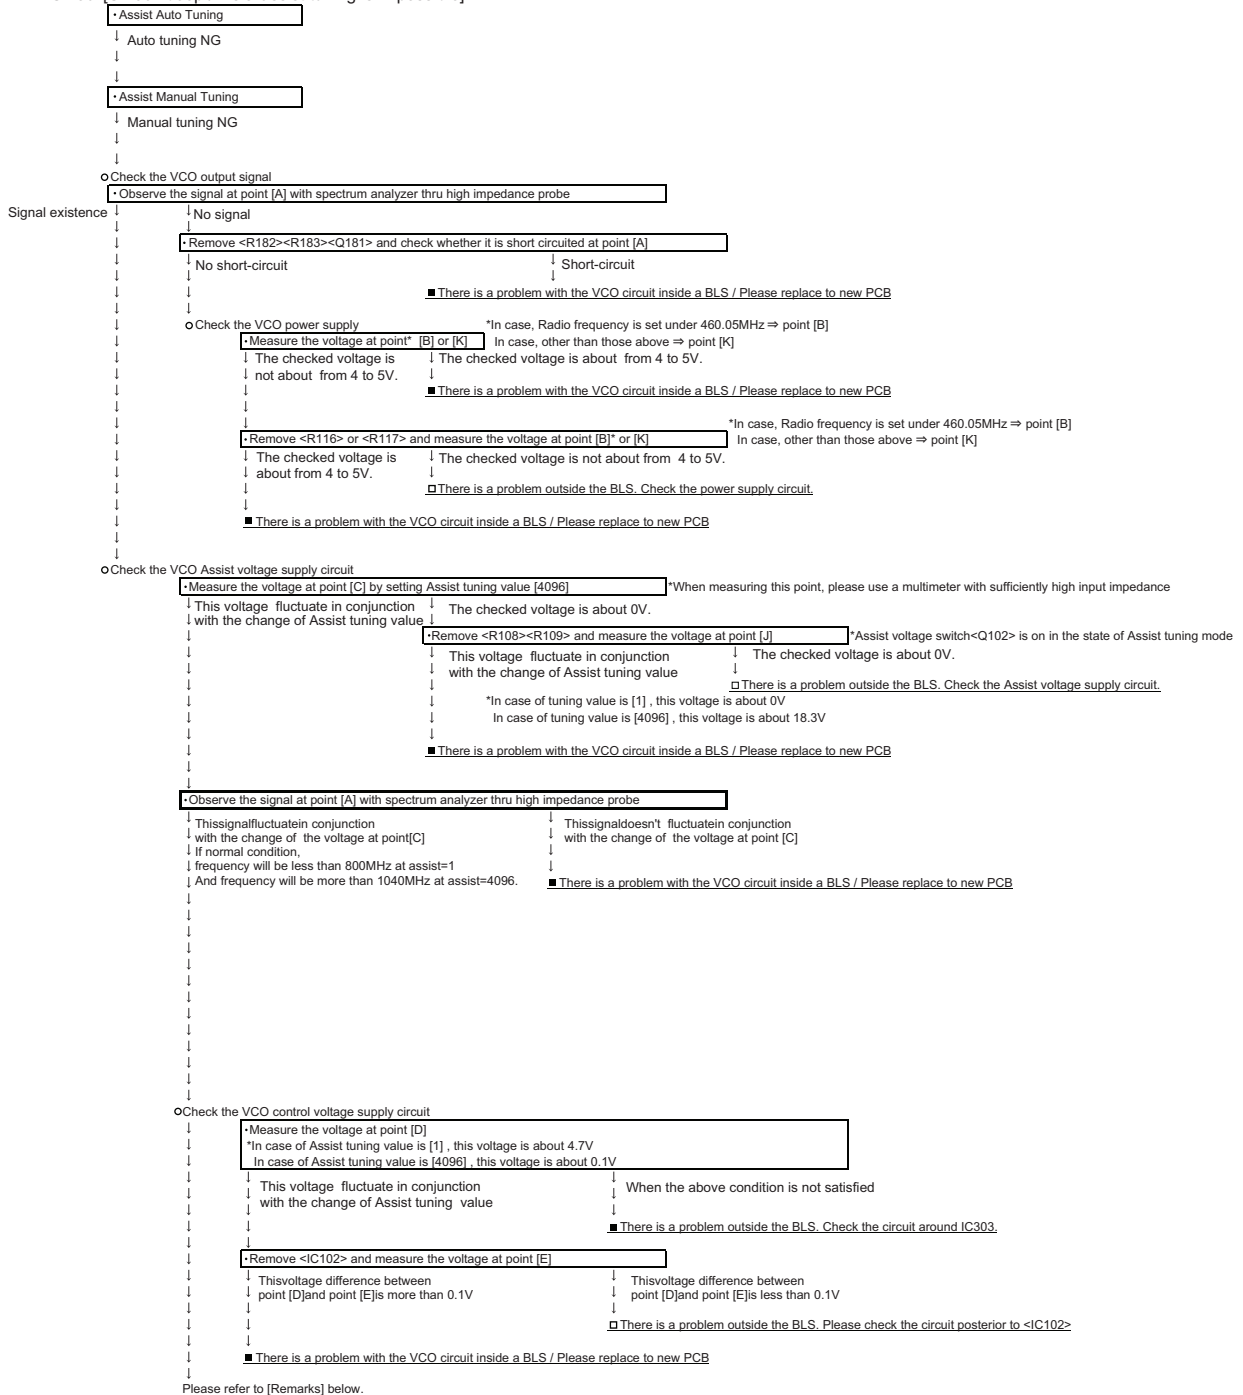 • Assist Auto Tuning
↓ Auto tuning NG
↓
↓
• Assist Manual Tuning
↓ Manual tuning NG
↓
↓
○ Check the VCO output signal
• Observe the signal at point [A] with spectrum analyzer thru high impedance probe
Signal existence ↓ ↓ No signal
• Remove <R182><R183><Q181> and check whether it is short circuited at point [A]
↓ No short-circuit ↓ Short-circuit
■ There is a problem with the VCO circuit inside a BLS / Please replace to new PCB
○ Check the VCO power supply *In case, Radio frequency is set under 460.05MHz ⇒ point [B]
• Measure the voltage at point* [B] or [K] In case, other than those above ⇒ point [K]
↓ The checked voltage is ↓ The checked voltage is about from 4 to 5V.
↓ not about from 4 to 5V. ↓
■ There is a problem with the VCO circuit inside a BLS / Please replace to new PCB
*In case, Radio frequency is set under 460.05MHz ⇒ point [B]
• Remove <R116> or <R117> and measure the voltage at point [B]* or [K] In case, other than those above ⇒ point [K]
↓ The checked voltage is ↓ The checked voltage is not about from 4 to 5V.
↓ about from 4 to 5V. ↓
□ There is a problem outside the BLS. Check the power supply circuit.
■ There is a problem with the VCO circuit inside a BLS / Please replace to new PCB
○ Check the VCO Assist voltage supply circuit
• Measure the voltage at point [C] by setting Assist tuning value [4096] *When measuring this point, please use a multimeter with sufficiently high input impedance
↓ This voltage fluctuate in conjunction ↓ The checked voltage is about 0V.
↓ with the change of Assist tuning value ↓
• Remove <R108><R109> and measure the voltage at point [J] *Assist voltage switch<Q102> is on in the state of Assist tuning mode
↓ This voltage fluctuate in conjunction ↓ The checked voltage is about 0V.
↓ with the change of Assist tuning value ↓
□ There is a problem outside the BLS. Check the Assist voltage supply circuit.
*In case of tuning value is [1] , this voltage is about 0V
In case of tuning value is [4096] , this voltage is about 18.3V
■ There is a problem with the VCO circuit inside a BLS / Please replace to new PCB
• Observe the signal at point [A] with spectrum analyzer thru high impedance probe
↓ Thissignalfluctuatein conjunction ↓ Thissignaldoesn't fluctuatein conjunction
↓ with the change of the voltage at point[C] ↓ with the change of the voltage at point [C]
↓ If normal condition, ↓
↓ frequency will be less than 800MHz at assist=1 ↓
↓ And frequency will be more than 1040MHz at assist=4096. ■ There is a problem with the VCO circuit inside a BLS / Please replace to new PCB
○Check the VCO control voltage supply circuit
• Measure the voltage at point [D]
*In case of Assist tuning value is [1] , this voltage is about 4.7V
In case of Assist tuning value is [4096] , this voltage is about 0.1V
↓ This voltage fluctuate in conjunction ↓ When the above condition is not satisfied
↓ with the change of Assist tuning value ↓
■ There is a problem outside the BLS. Check the circuit around IC303.
• Remove <IC102> and measure the voltage at point [E]
↓ Thisvoltage difference between ↓ Thisvoltage difference between
↓ point [D]and point [E]is more than 0.1V ↓ point [D]and point [E]is less than 0.1V
□ There is a problem outside the BLS. Please check the circuit posterior to <IC102>
■ There is a problem with the VCO circuit inside a BLS / Please replace to new PCB
Please refer to [Remarks] below.